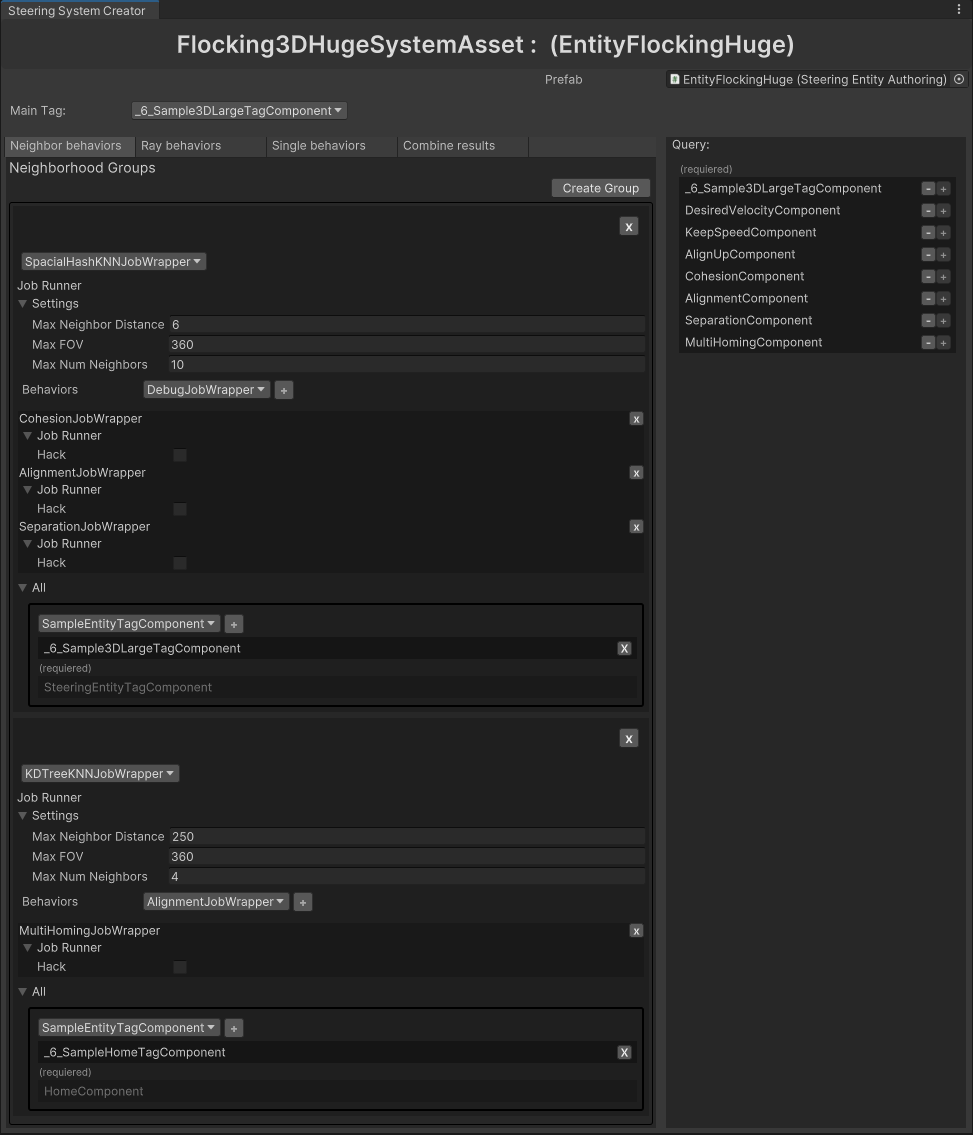 Steering System Creator
Flocking3DHugeSystemAsset : (EntityFlockingHuge)
Prefab EntityFlockingHuge (Steering Entity Authoring)
Main Tag: _6_Sample3DLargeTagComponent
Neighbor behaviors Ray behaviors Single behaviors Combine results
Neighborhood Groups
Create Group
X
SpacialHashKNNJobWrapper
Job Runner
Settings
Max Neighbor Distance 6
Max FOV 360
Max Num Neighbors 10
Behaviors DebugJobWrapper +
CohesionJobWrapper x
Job Runner
Hack
AlignmentJobWrapper x
Job Runner
Hack
SeparationJobWrapper x
Job Runner
Hack
All
SampleEntityTagComponent +
_6_Sample3DLargeTagComponent X
(requiered)
SteeringEntityTagComponent
X
KDTreeKNNJobWrapper
Job Runner
Settings
Max Neighbor Distance 250
Max FOV 360
Max Num Neighbors 4
Behaviors AlignmentJobWrapper +
MultiHomingJobWrapper x
Job Runner
Hack
All
SampleEntityTagComponent +
_6_SampleHomeTagComponent X
(requiered)
HomeComponent
Query:
(requiered)
_6_Sample3DLargeTagComponent - +
DesiredVelocityComponent - +
KeepSpeedComponent - +
AlignUpComponent - +
CohesionComponent - +
AlignmentComponent - +
SeparationComponent - +
MultiHomingComponent - +